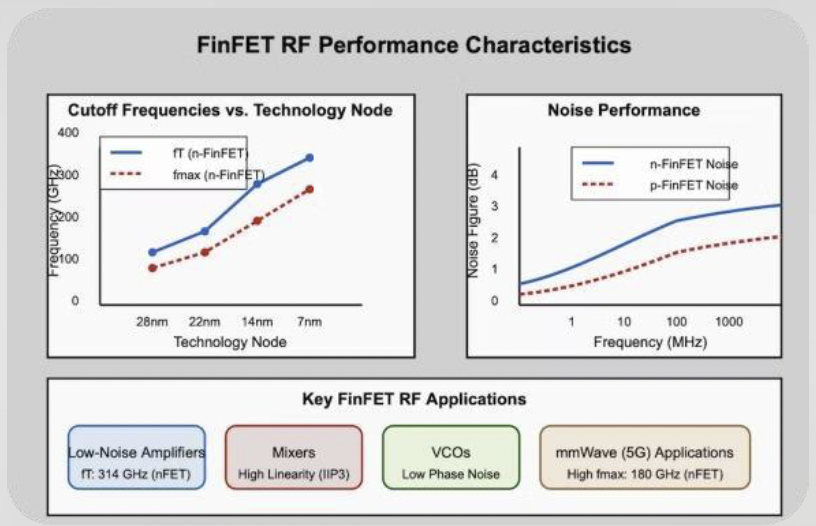 FinFET RF Performance Characteristics
Cutoff Frequencies vs. Technology Node
400
300
200
100
0
Frequency (GHz)
fT (n-FinFET)
fmax (n-FinFET)
28nm
22nm
14nm
7nm
Technology Node
Noise Performance
4
3
2
1
0
Noise Figure (dB)
n-FinFET Noise
p-FinFET Noise
1
10
100
1000
Frequency (MHz)
Key FinFET RF Applications
Low-Noise Amplifiers
fT: 314 GHz (nFET)
Mixers
High Linearity (IIP3)
VCOs
Low Phase Noise
mmWave (5G) Applications
High fmax: 180 GHz (nFET)